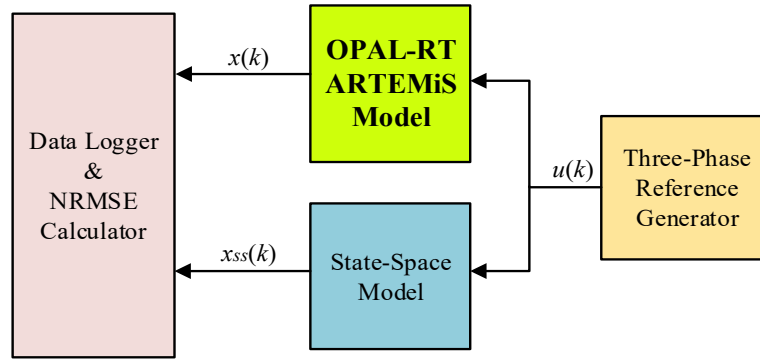 OPAL-RT
ARTEMiS
Model
x(k)
Data Logger
&
NRMSE
Calculator
u(k)
Three-Phase
Reference
Generator
xss(k)
State-Space
Model